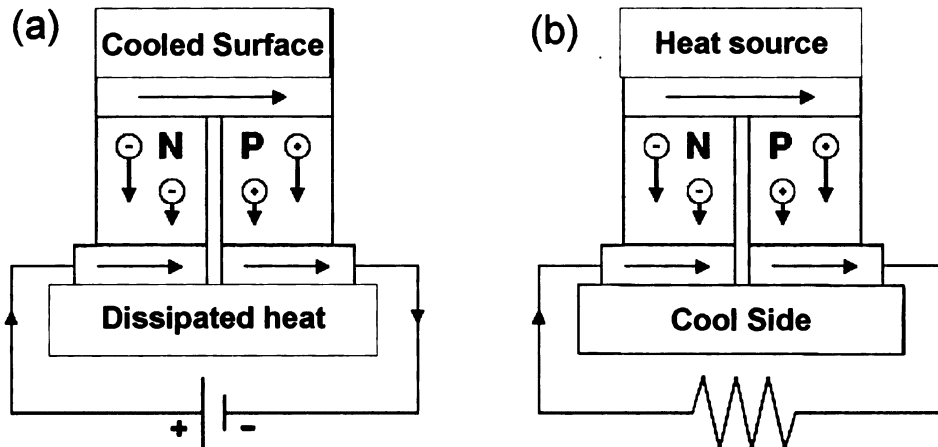 (a)
Cooled Surface
N P
Dissipated heat
+ -
(b)
Heat source
N P
Cool Side